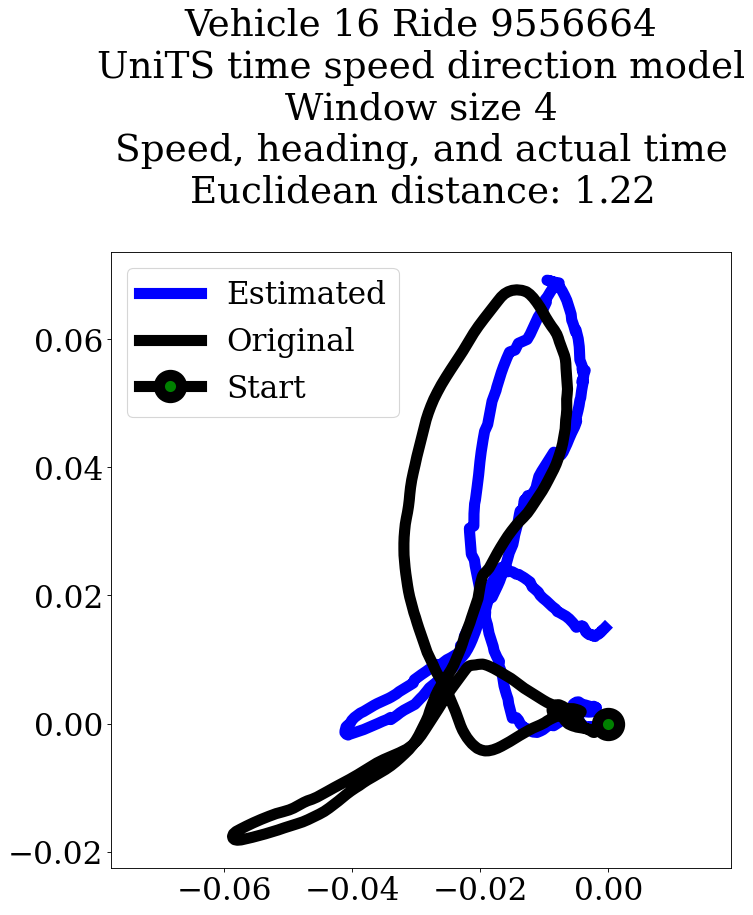 Vehicle 16 Ride 9556664
UniTS time speed direction model
Window size 4
Speed, heading, and actual time
Euclidean distance: 1.22
Estimated
Original
Start
0.06
0.04
0.02
0.00
−0.02
−0.06 −0.04 −0.02 0.00